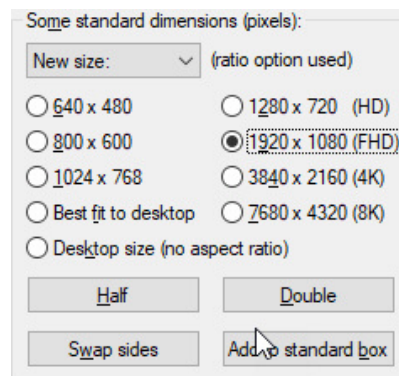 Some standard dimensions (pixels):
New size: (ratio option used)
640 x 480 1280 x 720 (HD)
800 x 600 1920 x 1080 (FHD)
1024 x 768 3840 x 2160 (4K)
Best fit to desktop 7680 x 4320 (8K)
Desktop size (no aspect ratio)
Half Double
Swap sides Add to standard box